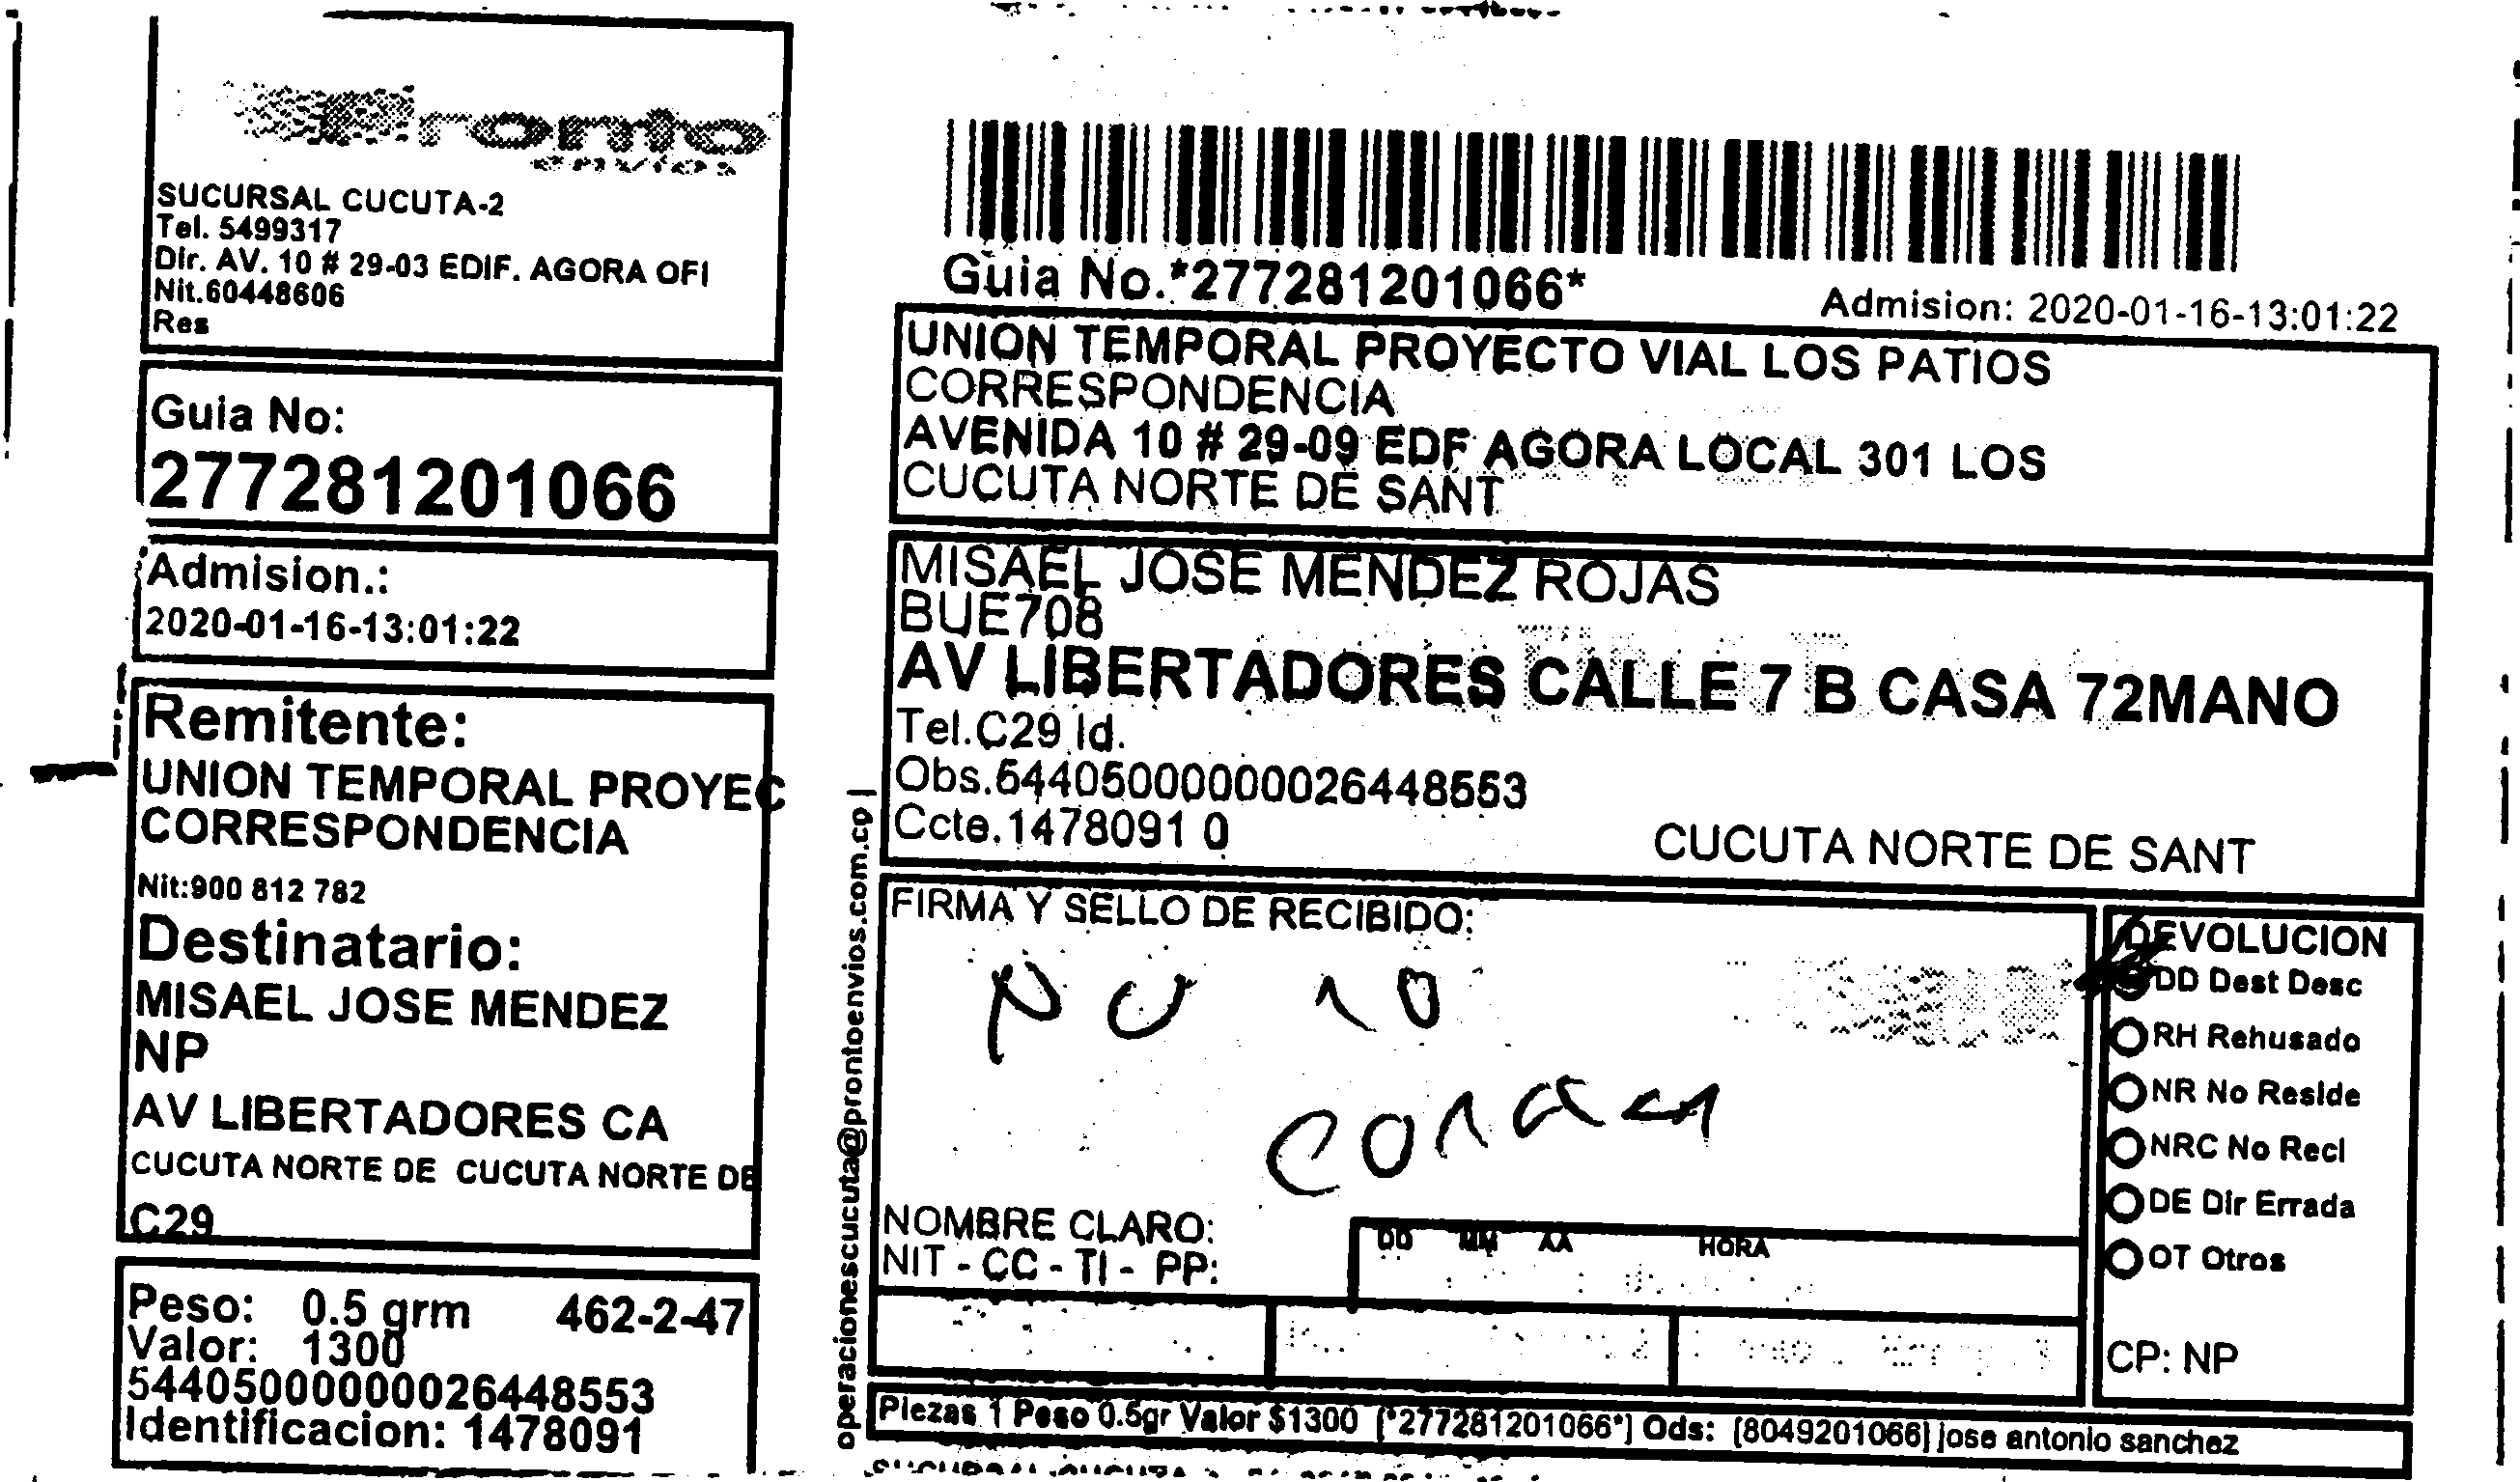 Pronto
envios
SUCURSAL CUCUTA-2
Tel. 5499317
Dir. AV. 10 # 29-03 EDIF. AGORA OFI
Nit.60448606
Res
Guia No:
277281201066
Admision.:
2020-01-16-13:01:22
Remitente:
UNION TEMPORAL PROYEC
CORRESPONDENCIA
Nit:900 812 782
Destinatario:
MISAEL JOSE MENDEZ
NP
AV LIBERTADORES CA
CUCUTA NORTE DE CUCUTA NORTE DE
C29
Peso: 0.5 grm 462-2-47
Valor: 1300
544050000000026448553
Identificacion: 1478091
operacionescucuta@prontoenvios.com.co |
Guia No.*277281201066*
Admision: 2020-01-16-13:01:22
UNION TEMPORAL PROYECTO VIAL LOS PATIOS
CORRESPONDENCIA
AVENIDA 10 # 29-09 EDF AGORA LOCAL 301 LOS
CUCUTA NORTE DE SANT
MISAEL JOSE MENDEZ ROJAS
BUE708
AV LIBERTADORES CALLE 7 B CASA 72MANO
Tel.C29 Id.
Obs.544050000000026448553
Ccte.1478091 0
CUCUTA NORTE DE SANT
FIRMA Y SELLO DE RECIBIDO:
NOMBRE CLARO:
NIT - CC - TI - PP:
DD MM AA HORA
DEVOLUCION
DD Dest Desc
RH Rehusado
NR No Reside
NRC No Recl
DE Dir Errada
OT Otros
CP: NP
Piezas 1 Peso 0.5gr Valor $1300 [*277281201066*] Ods: [8049201066] jose antonio sanchez